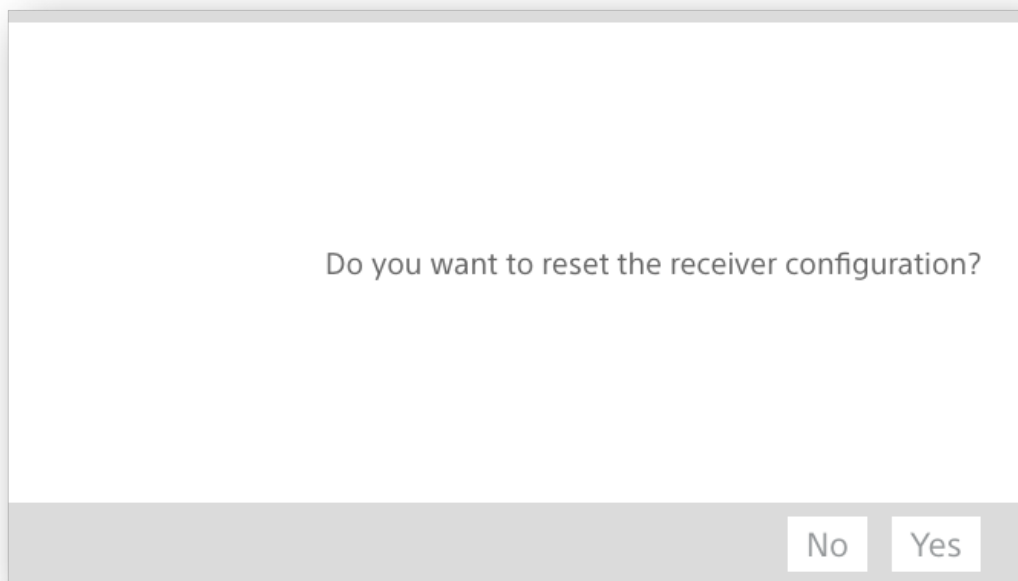 Do you want to reset the receiver configuration?
No Yes